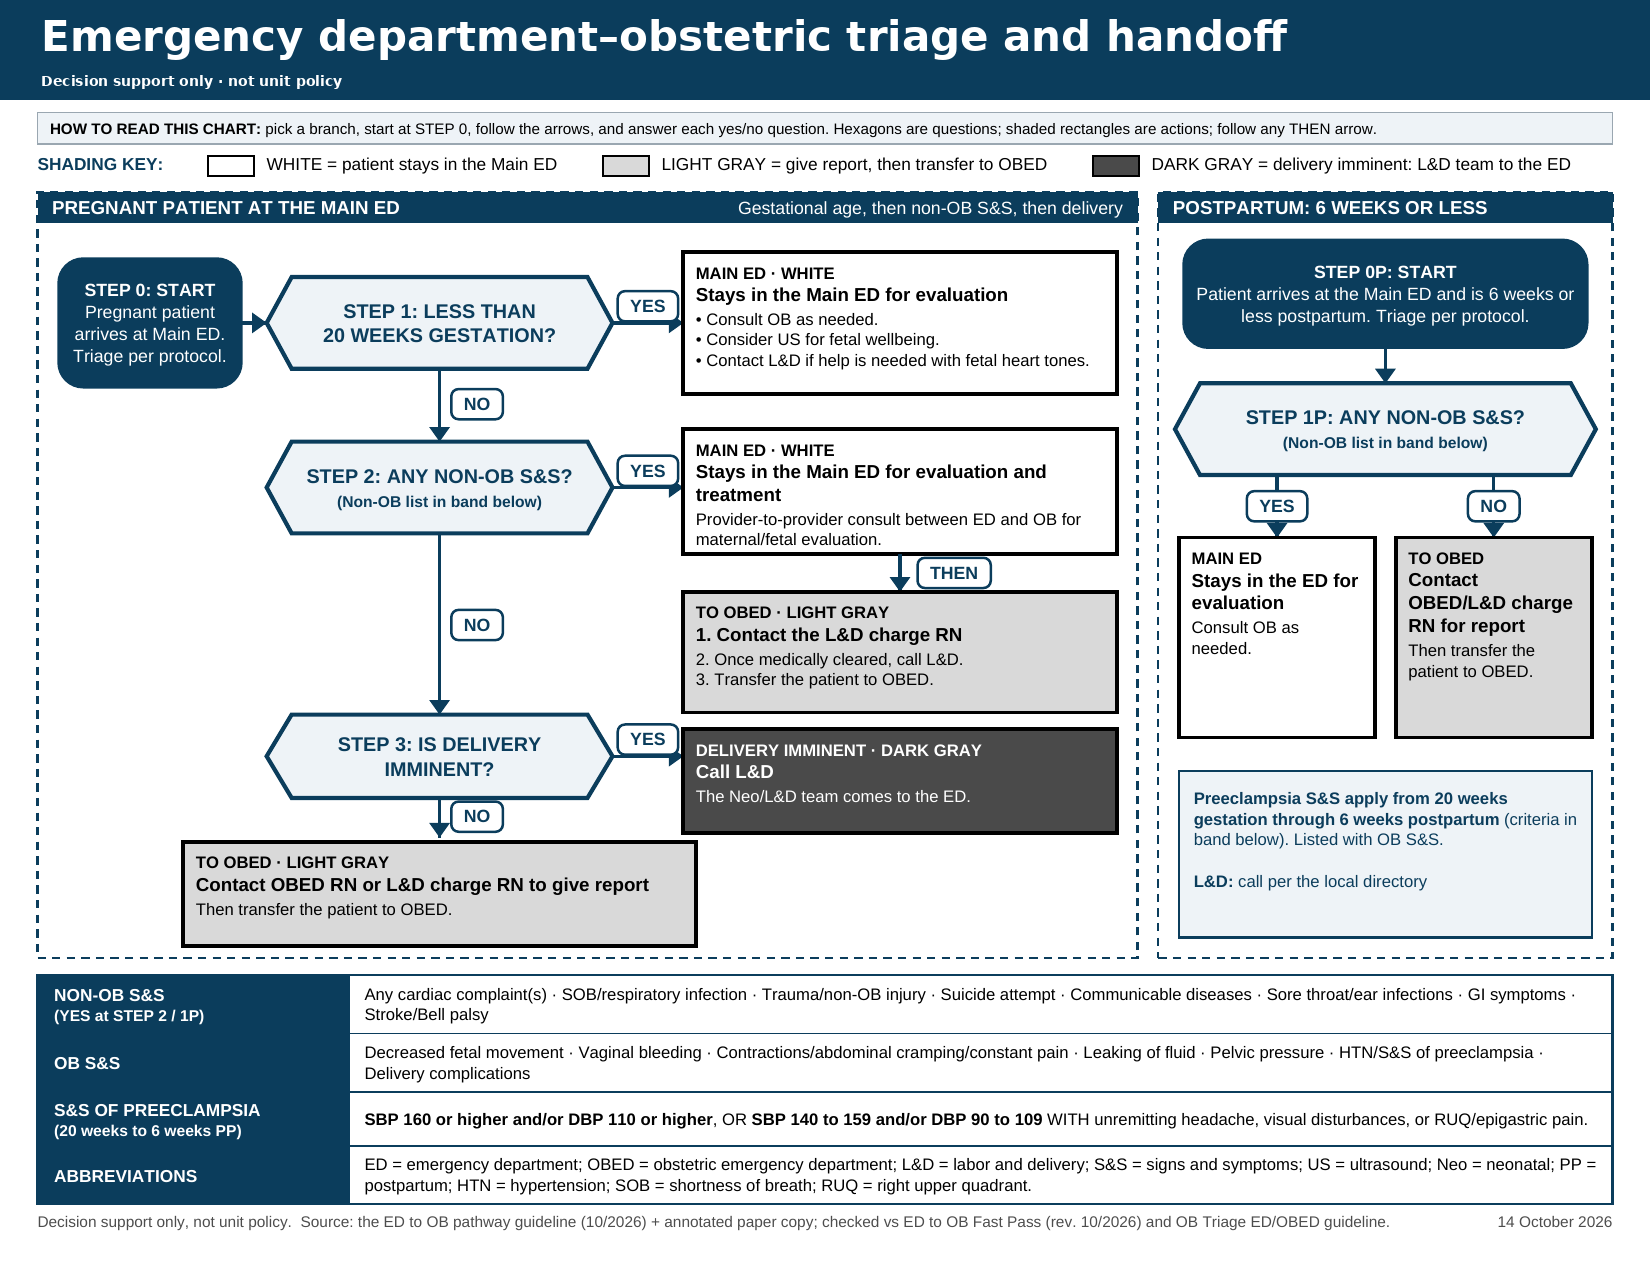 Emergency department–obstetric triage and handoff
Decision support only · not unit policy
HOW TO READ THIS CHART: pick a branch, start at STEP 0, follow the arrows, and answer each yes/no question. Hexagons are questions; shaded rectangles are actions; follow any THEN arrow.
SHADING KEY:
WHITE = patient stays in the Main ED
LIGHT GRAY = give report, then transfer to OBED
DARK GRAY = delivery imminent: L&D team to the ED
PREGNANT PATIENT AT THE MAIN ED
Gestational age, then non-OB S&S, then delivery
STEP 0: START
Pregnant patient
arrives at Main ED.
Triage per protocol.
STEP 1: LESS THAN
20 WEEKS GESTATION?
YES
MAIN ED · WHITE
Stays in the Main ED for evaluation
• Consult OB as needed.
• Consider US for fetal wellbeing.
• Contact L&D if help is needed with fetal heart tones.
NO
STEP 2: ANY NON-OB S&S?
(Non-OB list in band below)
YES
MAIN ED · WHITE
Stays in the Main ED for evaluation and
treatment
Provider-to-provider consult between ED and OB for
maternal/fetal evaluation.
THEN
TO OBED · LIGHT GRAY
1. Contact the L&D charge RN
2. Once medically cleared, call L&D.
3. Transfer the patient to OBED.
NO
STEP 3: IS DELIVERY
IMMINENT?
YES
DELIVERY IMMINENT · DARK GRAY
Call L&D
The Neo/L&D team comes to the ED.
NO
TO OBED · LIGHT GRAY
Contact OBED RN or L&D charge RN to give report
Then transfer the patient to OBED.
POSTPARTUM: 6 WEEKS OR LESS
STEP 0P: START
Patient arrives at the Main ED and is 6 weeks or
less postpartum. Triage per protocol.
STEP 1P: ANY NON-OB S&S?
(Non-OB list in band below)
YES
NO
MAIN ED
Stays in the ED for
evaluation
Consult OB as
needed.
TO OBED
Contact
OBED/L&D charge
RN for report
Then transfer the
patient to OBED.
Preeclampsia S&S apply from 20 weeks
gestation through 6 weeks postpartum (criteria in
band below). Listed with OB S&S.
L&D: call per the local directory
NON-OB S&S
(YES at STEP 2 / 1P)
Any cardiac complaint(s) · SOB/respiratory infection · Trauma/non-OB injury · Suicide attempt · Communicable diseases · Sore throat/ear infections · GI symptoms ·
Stroke/Bell palsy
OB S&S
Decreased fetal movement · Vaginal bleeding · Contractions/abdominal cramping/constant pain · Leaking of fluid · Pelvic pressure · HTN/S&S of preeclampsia ·
Delivery complications
S&S OF PREECLAMPSIA
(20 weeks to 6 weeks PP)
SBP 160 or higher and/or DBP 110 or higher, OR SBP 140 to 159 and/or DBP 90 to 109 WITH unremitting headache, visual disturbances, or RUQ/epigastric pain.
ABBREVIATIONS
ED = emergency department; OBED = obstetric emergency department; L&D = labor and delivery; S&S = signs and symptoms; US = ultrasound; Neo = neonatal; PP =
postpartum; HTN = hypertension; SOB = shortness of breath; RUQ = right upper quadrant.
Decision support only, not unit policy. Source: the ED to OB pathway guideline (10/2026) + annotated paper copy; checked vs ED to OB Fast Pass (rev. 10/2026) and OB Triage ED/OBED guideline.
14 October 2026